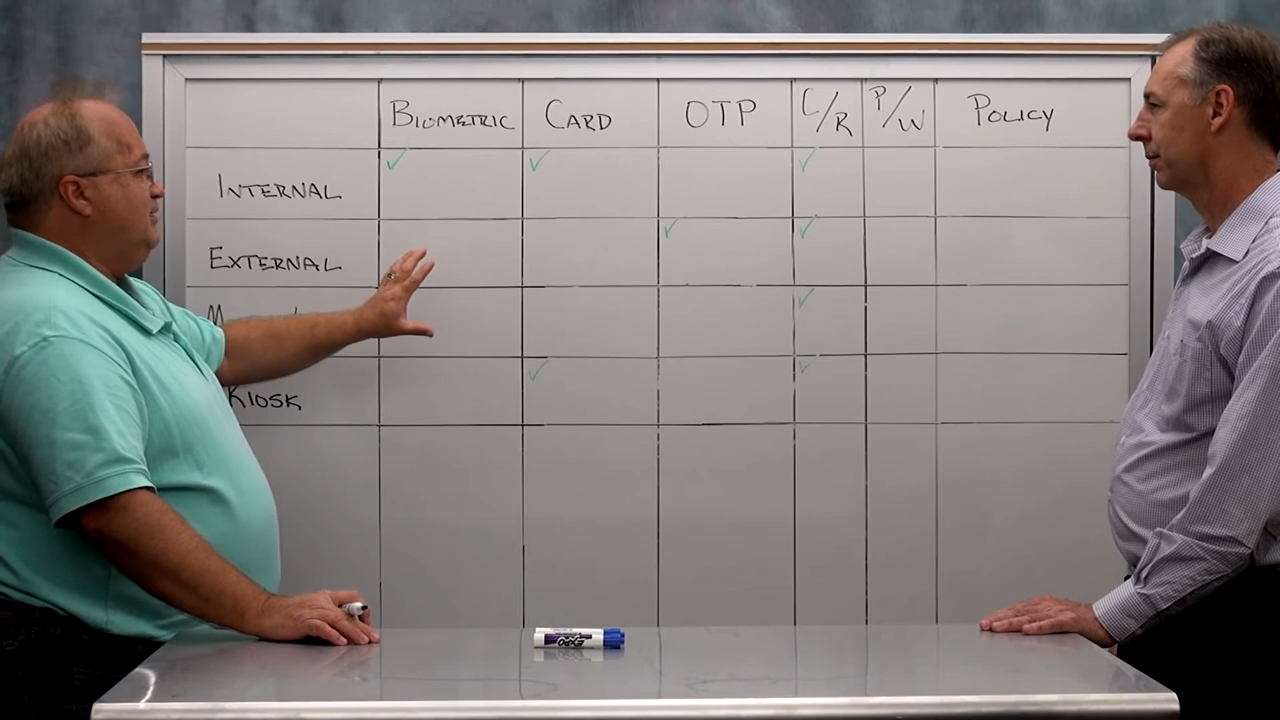 BIOMETRIC CARD OTP C/R P/W POLICY
INTERNAL
EXTERNAL
KIOSK
EXPO